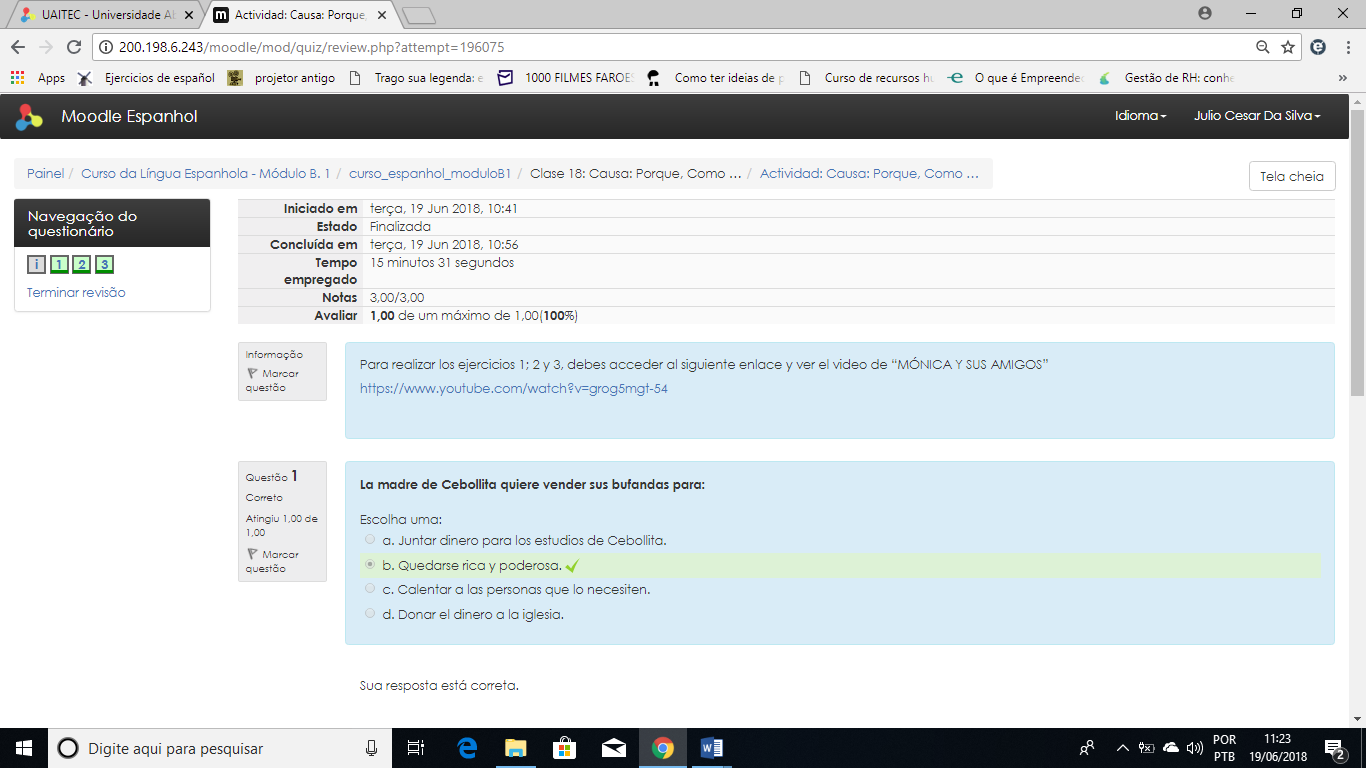 UAITEC - Universidade Ab
Actividad: Causa: Porque,
200.198.6.243/moodle/mod/quiz/review.php?attempt=196075
Apps
Ejercicios de español
projetor antigo
Trago sua legenda: e
1000 FILMES FAROES
Como ter ideias de p
Curso de recursos hu
O que é Empreende
Gestão de RH: conhe
»
Moodle Espanhol
Idioma
Julio Cesar Da Silva
Painel / Curso da Língua Espanhola - Módulo B. 1 / curso_espanhol_moduloB1 / Clase 18: Causa: Porque, Como ... / Actividad: Causa: Porque, Como ...
Tela cheia
Navegação do
questionário
i 1 2 3
Terminar revisão
Iniciado em terça, 19 Jun 2018, 10:41
Estado Finalizada
Concluída em terça, 19 Jun 2018, 10:56
Tempo 15 minutos 31 segundos
empregado
Notas 3,00/3,00
Avaliar 1,00 de um máximo de 1,00(100%)
Informação
Marcar
questão
Para realizar los ejercicios 1; 2 y 3, debes acceder al siguiente enlace y ver el video de “MÓNICA Y SUS AMIGOS”
https://www.youtube.com/watch?v=grog5mgt-54
Questão 1
Correto
Atingiu 1,00 de
1,00
Marcar
questão
La madre de Cebollita quiere vender sus bufandas para:
Escolha uma:
a. Juntar dinero para los estudios de Cebollita.
b. Quedarse rica y poderosa.
c. Calentar a las personas que lo necesiten.
d. Donar el dinero a la iglesia.
Sua resposta está correta.
Digite aqui para pesquisar
POR
PTB
11:23
19/06/2018
2